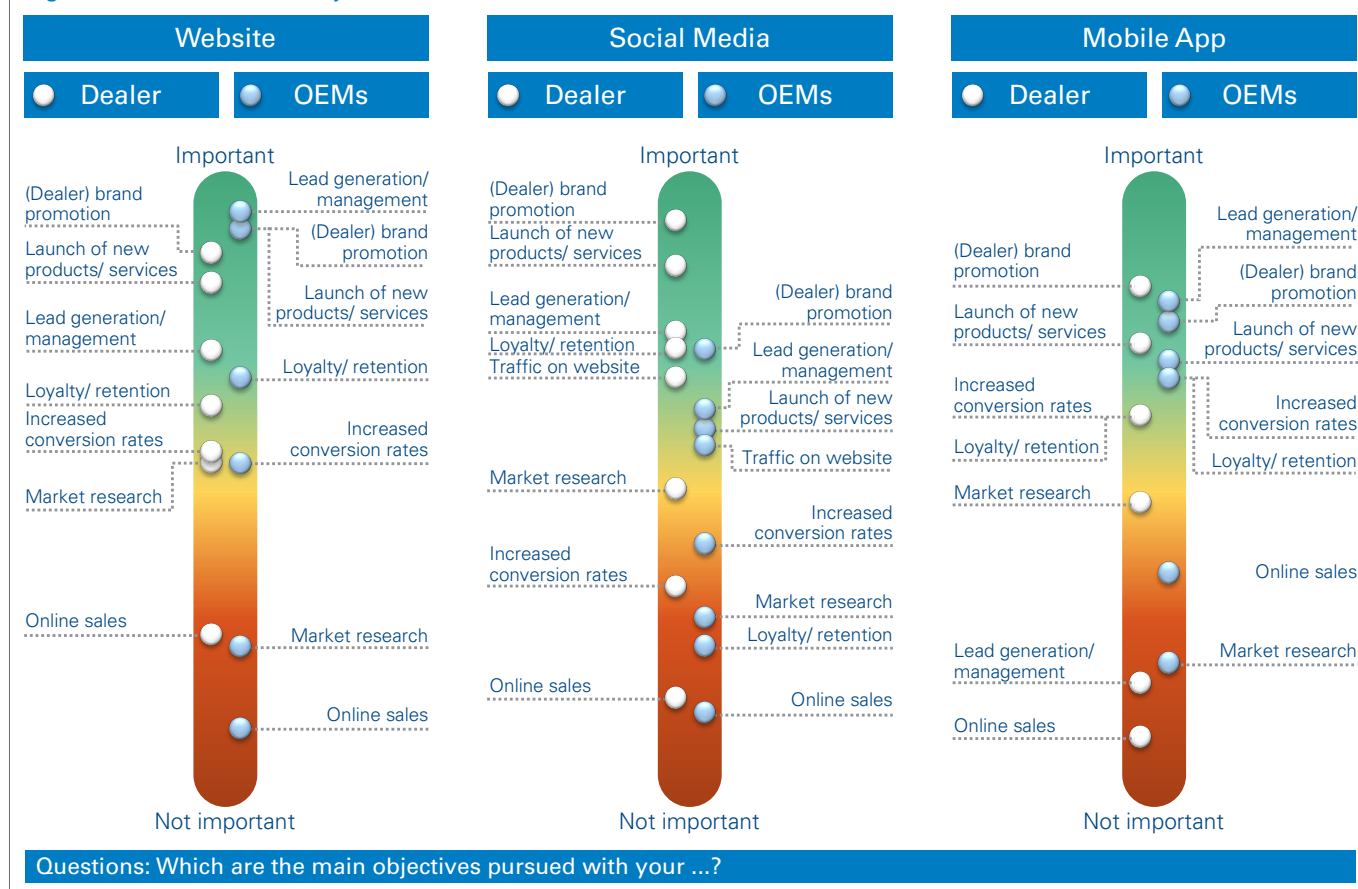 Website
Dealer
OEMs
Important
(Dealer) brand
promotion
Launch of new
products/ services
Lead generation/
management
Loyalty/ retention
Increased
conversion rates
Market research
Online sales
Lead generation/
management
(Dealer) brand
promotion
Launch of new
products/ services
Loyalty/ retention
Increased
conversion rates
Market research
Online sales
Not important
Social Media
Dealer
OEMs
Important
(Dealer) brand
promotion
Launch of new
products/ services
Lead generation/
management
Loyalty/ retention
Traffic on website
Market research
Increased
conversion rates
Online sales
(Dealer) brand
promotion
Lead generation/
management
Launch of new
products/ services
Traffic on website
Increased
conversion rates
Market research
Loyalty/ retention
Online sales
Not important
Mobile App
Dealer
OEMs
Important
(Dealer) brand
promotion
Launch of new
products/ services
Increased
conversion rates
Loyalty/ retention
Market research
Lead generation/
management
Online sales
Lead generation/
management
(Dealer) brand
promotion
Launch of new
products/ services
Increased
conversion rates
Loyalty/ retention
Online sales
Market research
Not important
Questions: Which are the main objectives pursued with your ...?